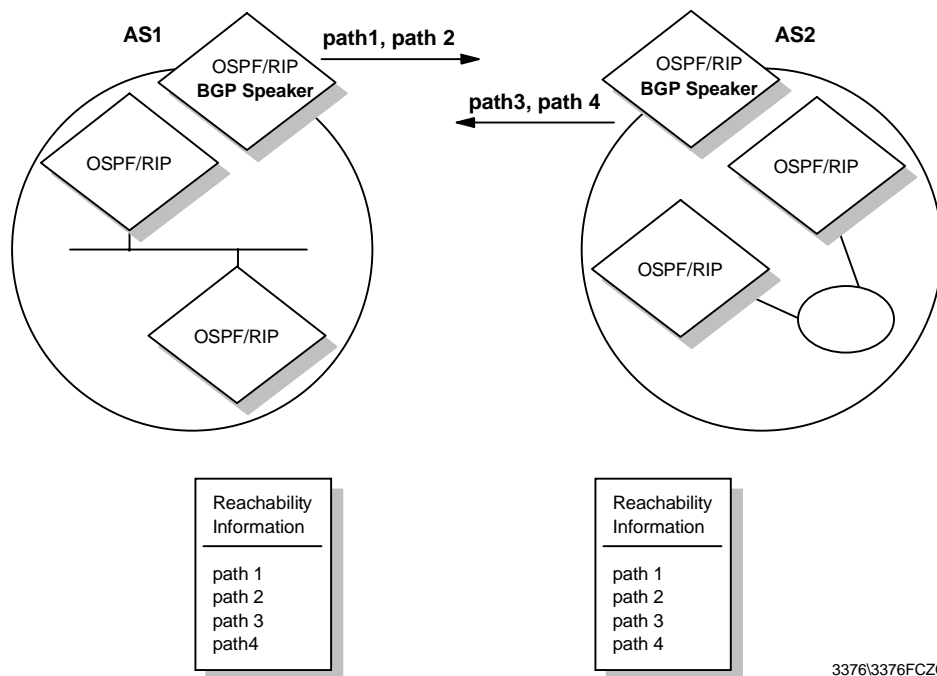 AS1
path1, path 2
AS2
OSPF/RIP
BGP Speaker
OSPF/RIP
BGP Speaker
path3, path 4
OSPF/RIP
OSPF/RIP
OSPF/RIP
OSPF/RIP
Reachability
Information
path 1
path 2
path 3
path4
Reachability
Information
path 1
path 2
path 3
path 4